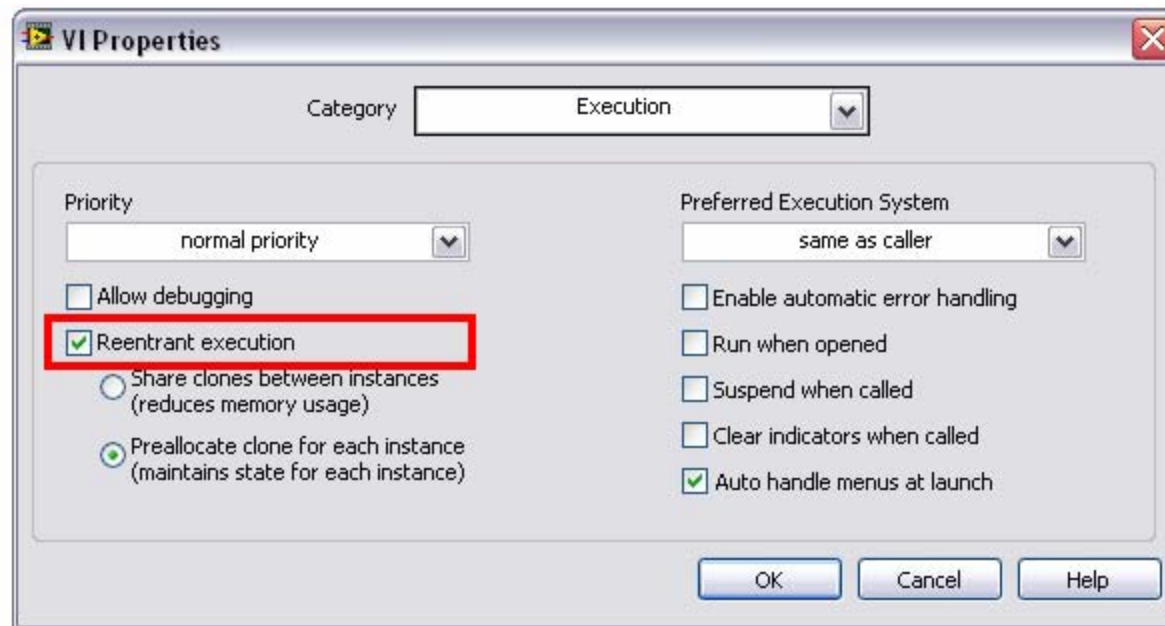 VI Properties
Category
Execution
Priority
normal priority
Allow debugging
Reentrant execution
Share clones between instances
(reduces memory usage)
Preallocate clone for each instance
(maintains state for each instance)
Preferred Execution System
same as caller
Enable automatic error handling
Run when opened
Suspend when called
Clear indicators when called
Auto handle menus at launch
OK
Cancel
Help